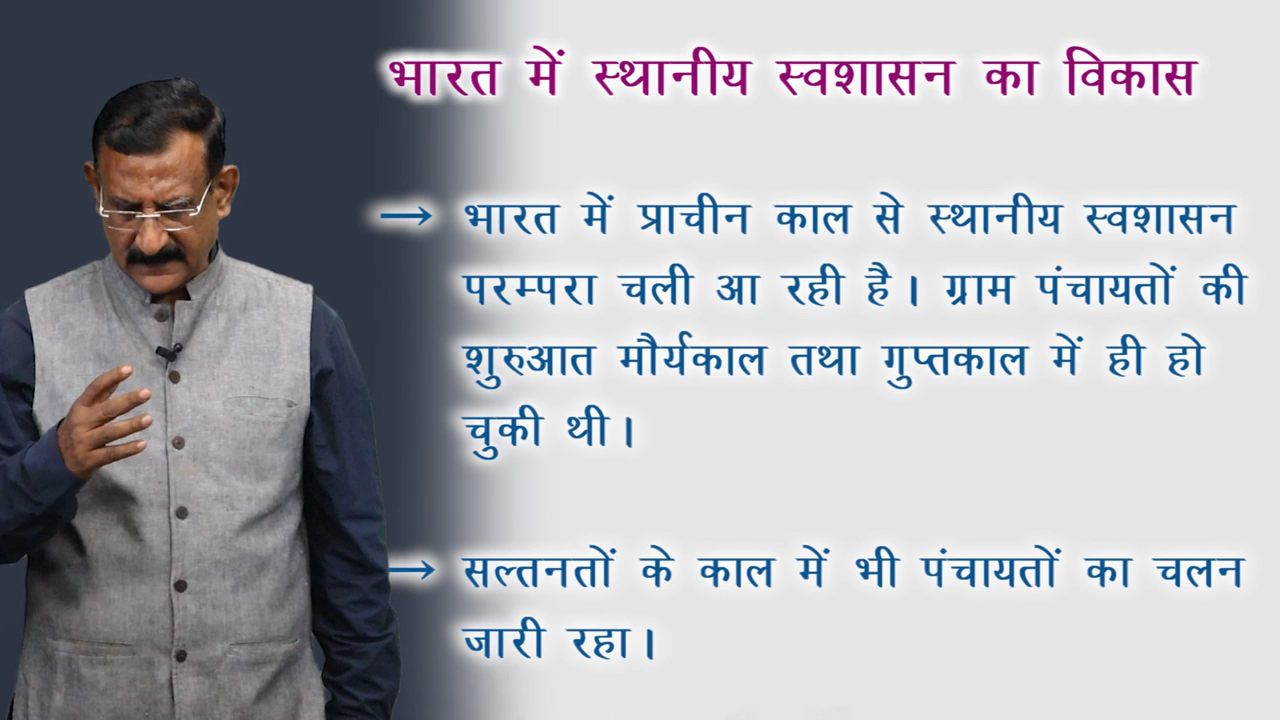 भारत में स्थानीय स्वशासन का विकास
→ भारत में प्राचीन काल से स्थानीय स्वशासन
परम्परा चली आ रही है। ग्राम पंचायतों की
शुरुआत मौर्यकाल तथा गुप्तकाल में ही हो
चुकी थी।
→ सल्तनतों के काल में भी पंचायतों का चलन
जारी रहा।